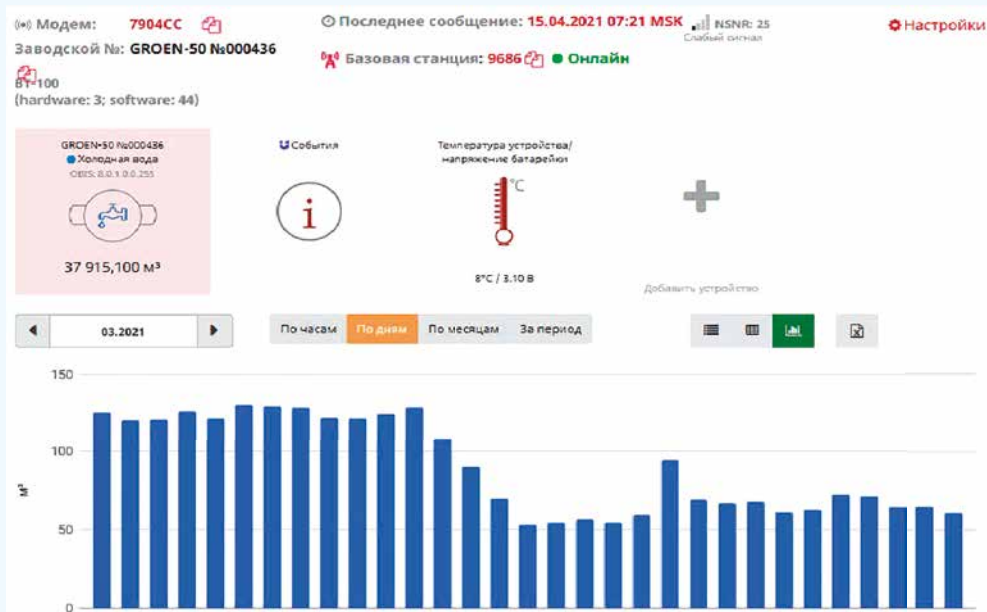 Модем: 7904CC
Последнее сообщение: 15.04.2021 07:21 MSK
NSNR: 25
Слабый сигнал
Настройки
Заводской №: GROEN-50 №000436
Базовая станция: 9686 Онлайн
ВТ-100
(hardware: 3; software: 44)
GROEN-50 №000436
Холодная вода
OBIS: 8.0.1.0.0.255
37 915,100 м³
События
i
Температура устройства/
напряжение батарейки
°C
8°C / 3.10 В
Добавить устройство
03.2021
По часам
По дням
По месяцам
За период
150
100
50
0
м³